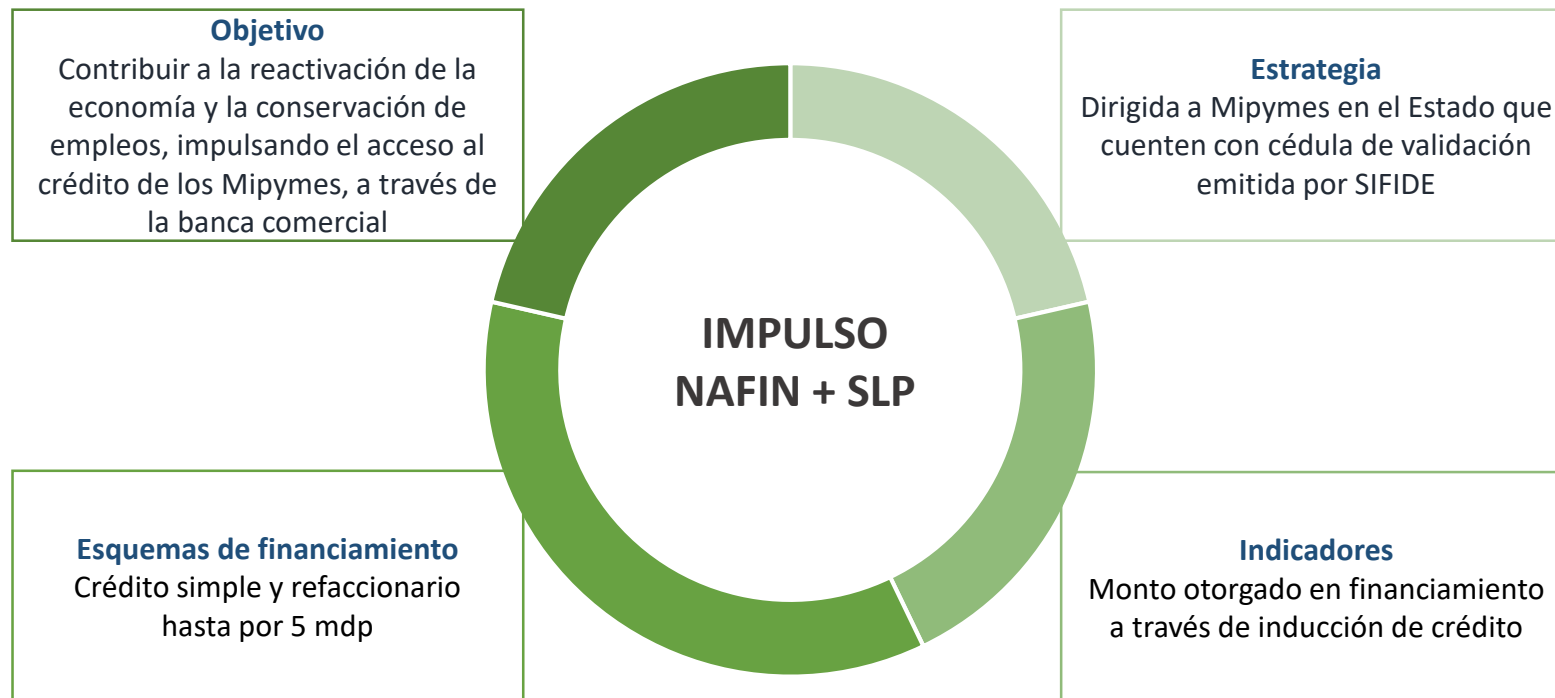 Objetivo
Contribuir a la reactivación de la
economía y la conservación de
empleos, impulsando el acceso al
crédito de los Mipymes, a través de
la banca comercial
Estrategia
Dirigida a Mipymes en el Estado que
cuenten con cédula de validación
emitida por SIFIDE
IMPULSO
NAFIN + SLP
Esquemas de financiamiento
Crédito simple y refaccionario
hasta por 5 mdp
Indicadores
Monto otorgado en financiamiento
a través de inducción de crédito